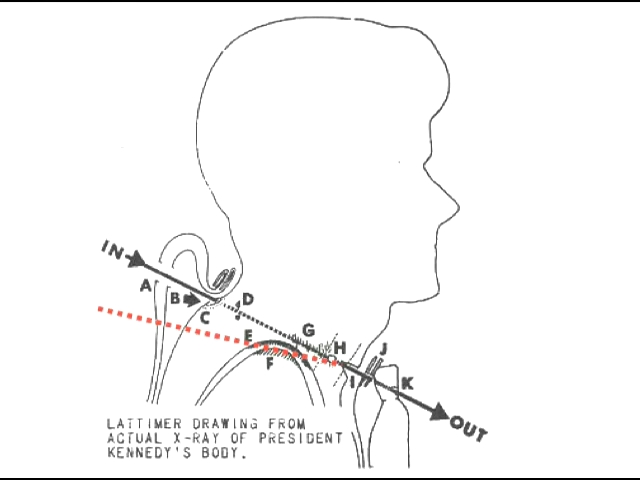 IN
A
B
C
D
E
F
G
H
I
J
K
OUT
LATTIMER DRAWING FROM
ACTUAL X-RAY OF PRESIDENT
KENNEDY'S BODY.